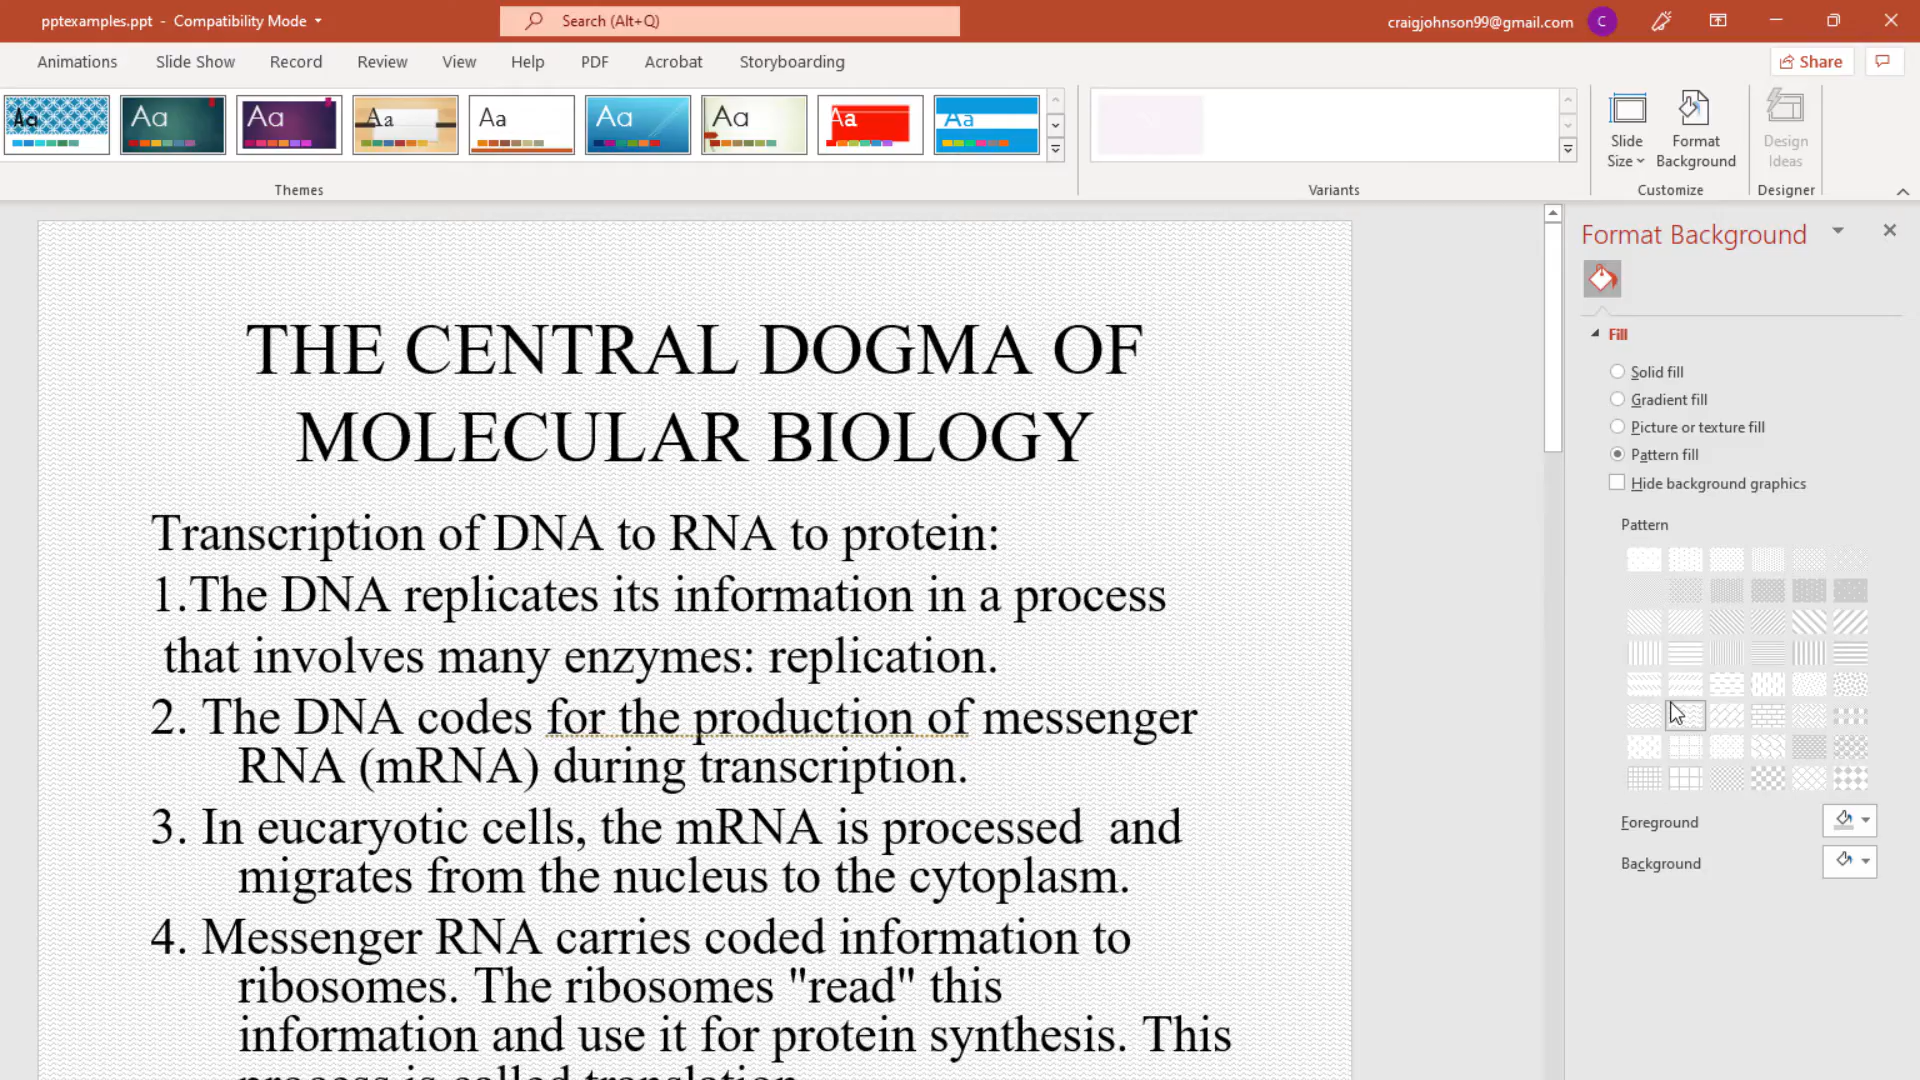 pptexamples.ppt - Compatibility Mode
Search (Alt+Q)
craigjohnson99@gmail.com C
Animations Slide Show Record Review View Help PDF Acrobat Storyboarding
Share
Aa Aa Aa Aa Aa Aa Aa Aa Aa
Slide Size
Format Background
Design Ideas
Themes Variants Customize Designer
THE CENTRAL DOGMA OF
MOLECULAR BIOLOGY
Transcription of DNA to RNA to protein:
1.The DNA replicates its information in a process
that involves many enzymes: replication.
2. The DNA codes for the production of messenger
RNA (mRNA) during transcription.
3. In eucaryotic cells, the mRNA is processed  and
migrates from the nucleus to the cytoplasm.
4. Messenger RNA carries coded information to
ribosomes. The ribosomes "read" this
information and use it for protein synthesis. This
process is called translation.
Format Background
Fill
Solid fill
Gradient fill
Picture or texture fill
Pattern fill
Hide background graphics
Pattern
Foreground
Background